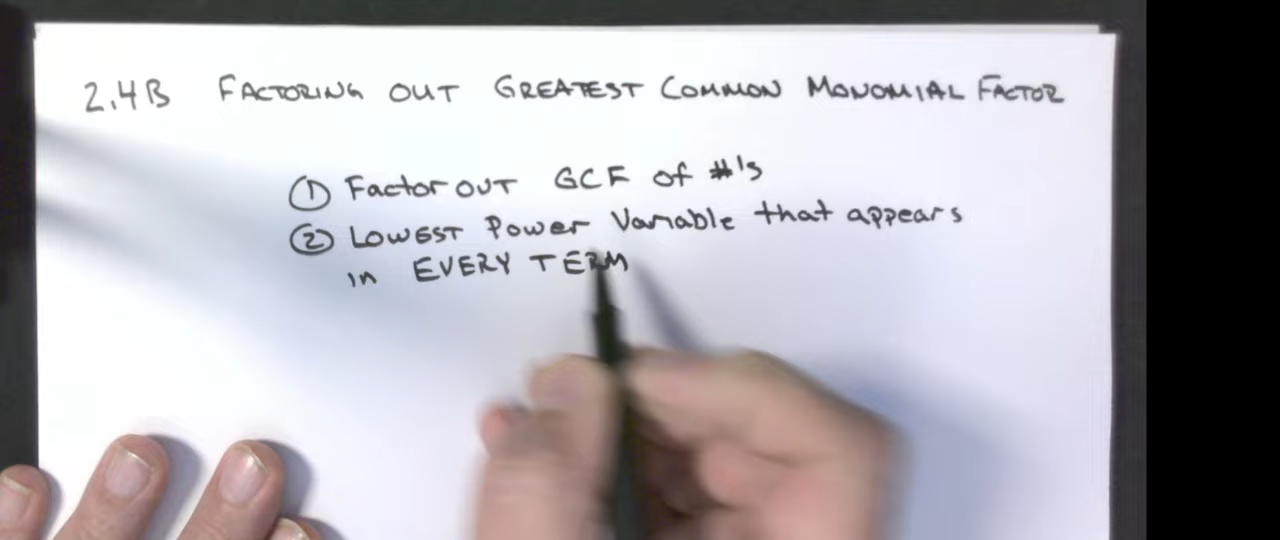 2.4B FACTORING OUT GREATEST COMMON MONOMIAL FACTOR
① Factor OUT GCF of #'s
② LOWEST Power Variable that appears
in EVERY TERM